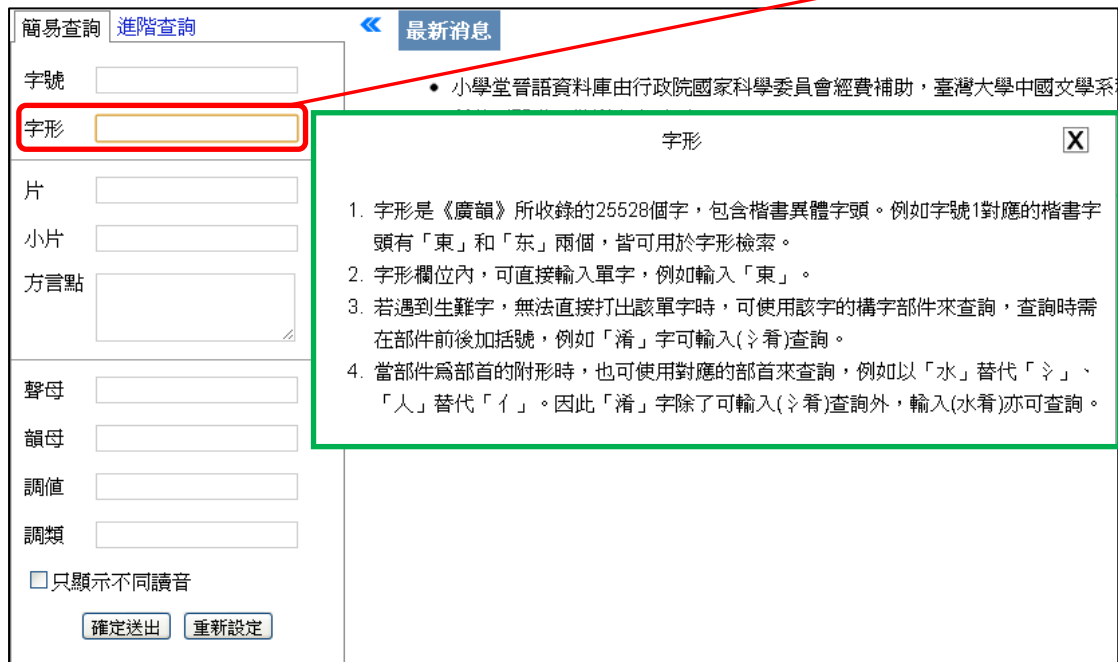 簡易查詢 進階查詢
字號
字形
片
小片
方言點
聲母
韻母
調值
調類
只顯示不同讀音
確定送出 重新設定
« 最新消息
• 小學堂晉語資料庫由行政院國家科學委員會經費補助，臺灣大學中國文學系
字形 X
1. 字形是《廣韻》所收錄的25528個字，包含楷書異體字頭。例如字號1對應的楷書字
頭有「東」和「东」兩個，皆可用於字形檢索。
2. 字形欄位內，可直接輸入單字，例如輸入「東」。
3. 若遇到生難字，無法直接打出該單字時，可使用該字的構字部件來查詢，查詢時需
在部件前後加括號，例如「淆」字可輸入(氵肴)查詢。
4. 當部件為部首的附形時，也可使用對應的部首來查詢，例如以「水」替代「氵」、
「人」替代「亻」。因此「淆」字除了可輸入(氵肴)查詢外，輸入(水肴)亦可查詢。